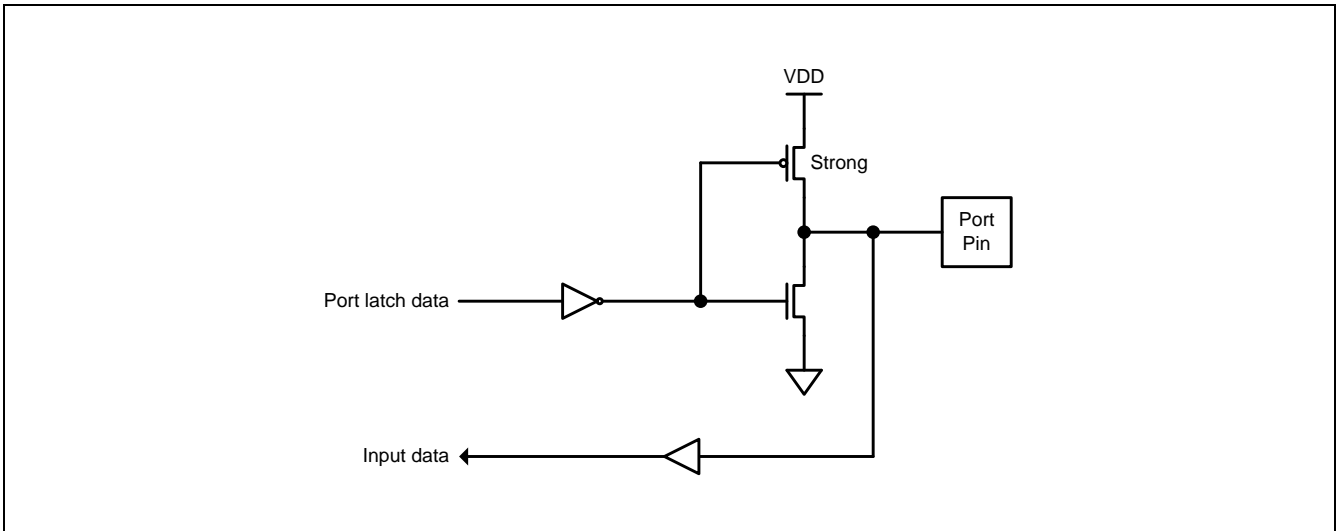 VDD
Strong
Port
Pin
Port latch data
Input data